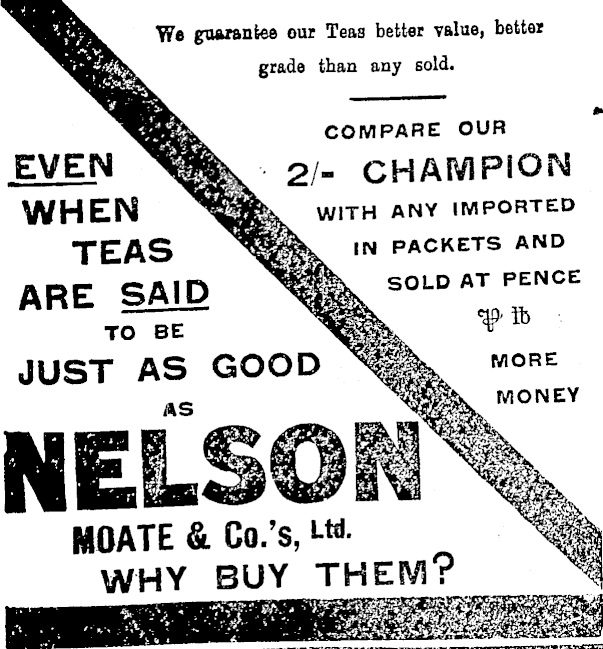 We guarantee our Teas better value, better
grade than any sold.
COMPARE OUR
2/- CHAMPION
WITH ANY IMPORTED
IN PACKETS AND
SOLD AT PENCE
℔ lb
MORE
MONEY
EVEN
WHEN
TEAS
ARE SAID
TO BE
JUST AS GOOD
AS
NELSON
MOATE & Co.'s, Ltd.
WHY BUY THEM?